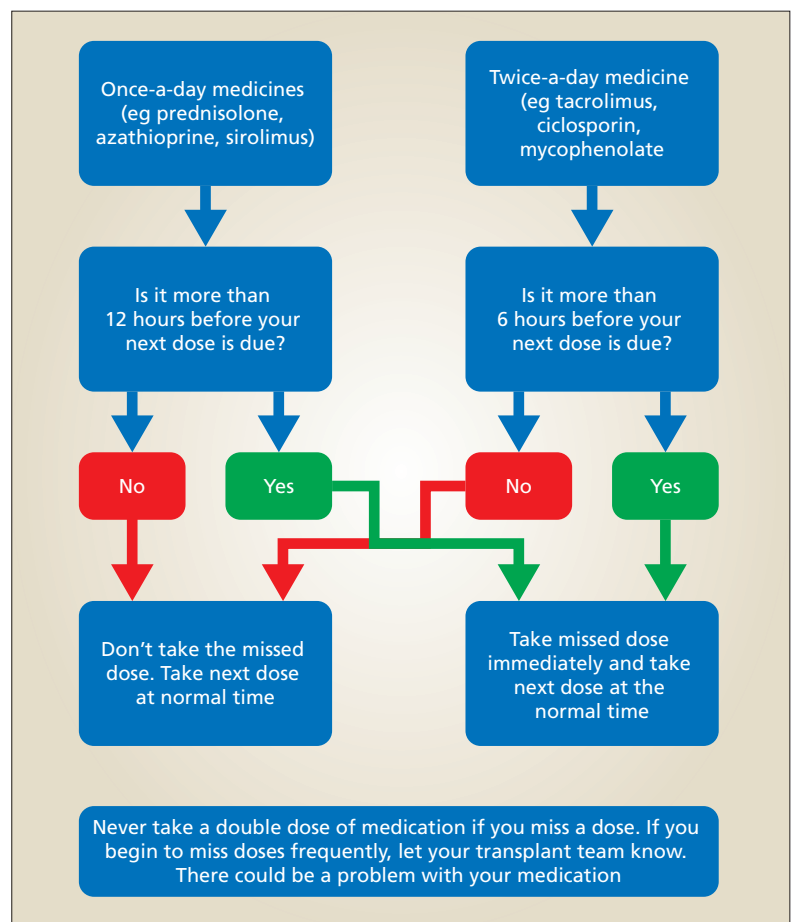 Once-a-day medicines
(eg prednisolone,
azathioprine, sirolimus)
Twice-a-day medicine
(eg tacrolimus,
ciclosporin,
mycophenolate
Is it more than
12 hours before your
next dose is due?
Is it more than
6 hours before your
next dose is due?
No
Yes
No
Yes
Don’t take the missed
dose. Take next dose
at normal time
Take missed dose
immediately and take
next dose at the
normal time
Never take a double dose of medication if you miss a dose. If you
begin to miss doses frequently, let your transplant team know.
There could be a problem with your medication